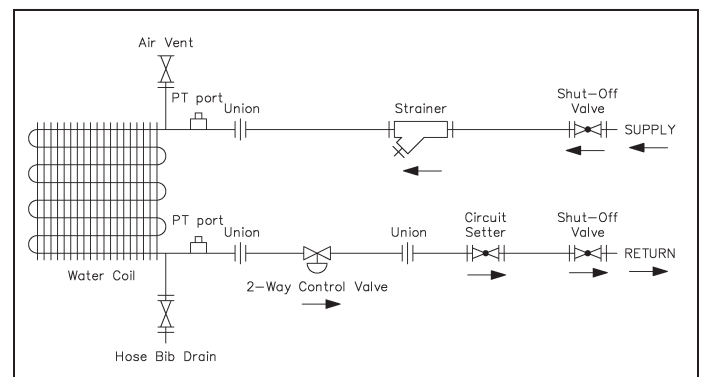 Air Vent
PT port
Union
Strainer
Shut-Off
Valve
SUPPLY
PT port
Union
Union
Circuit
Setter
Shut-Off
Valve
RETURN
Water Coil
2-Way Control Valve
Hose Bib Drain